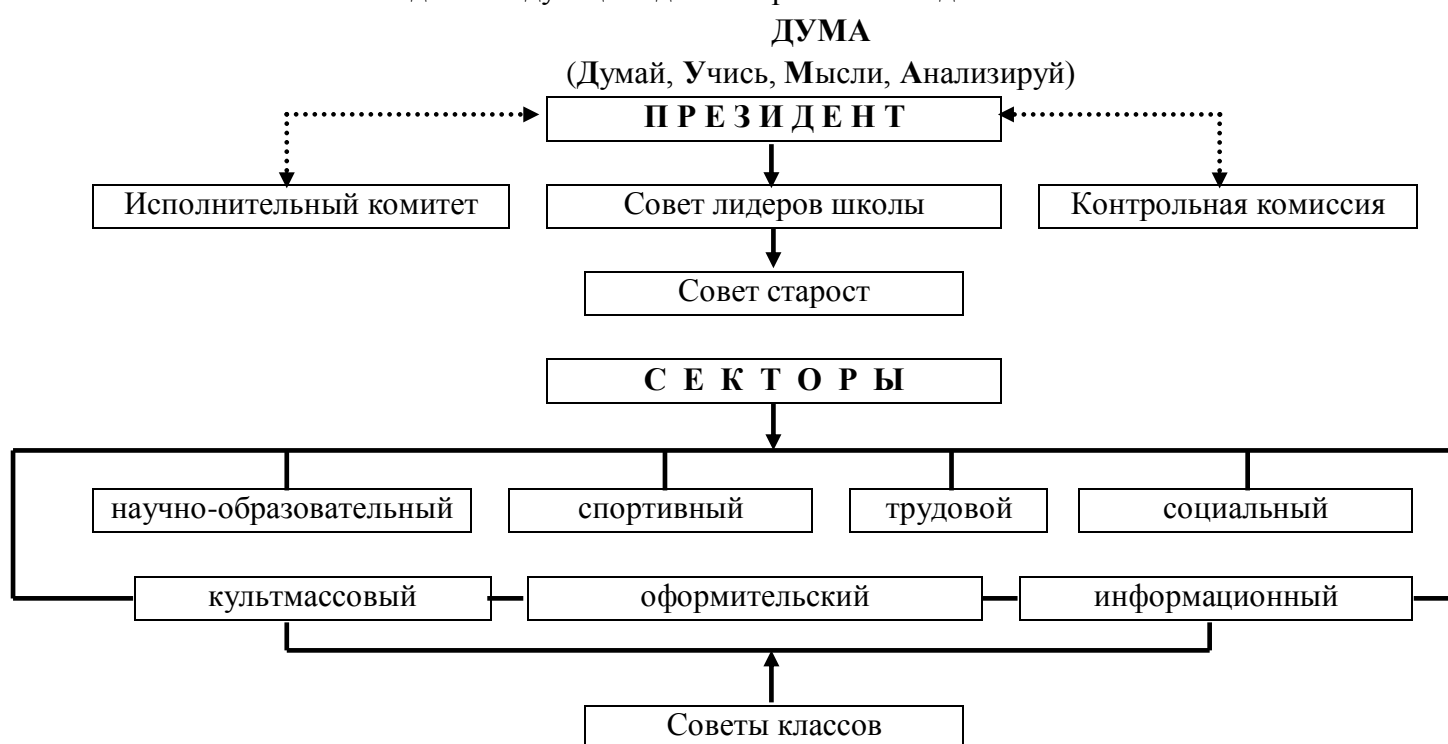 ДУМА
(Думай, Учись, Мысли, Анализируй)
П Р Е З И Д Е Н Т
Исполнительный комитет
Совет лидеров школы
Контрольная комиссия
Совет старост
С Е К Т О Р Ы
научно-образовательный
спортивный
трудовой
социальный
культмассовый
оформительский
информационный
Советы классов